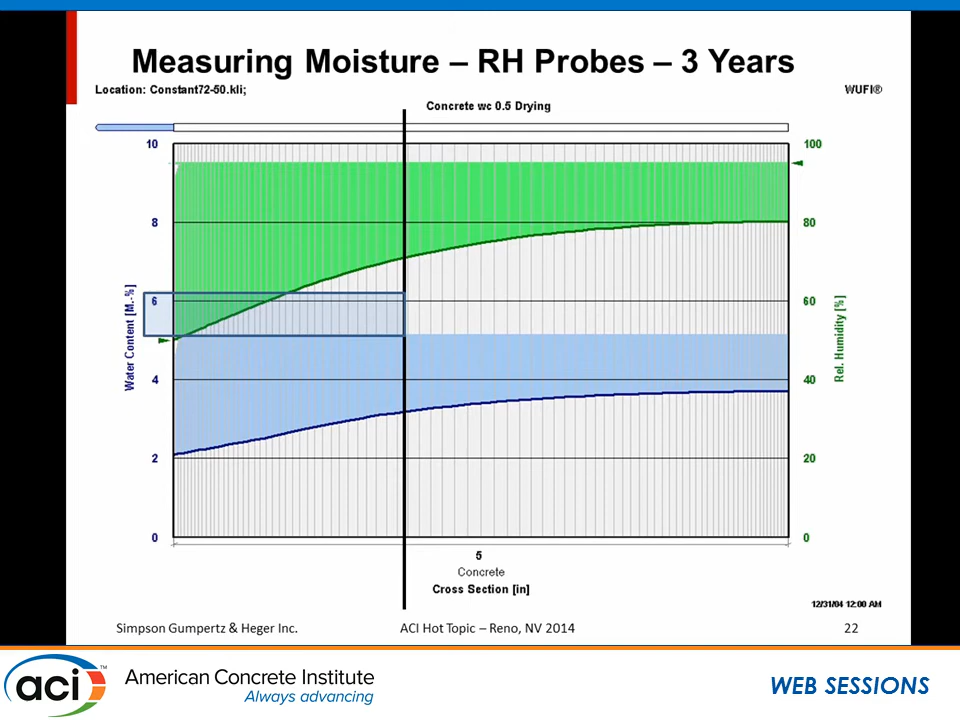 Measuring Moisture – RH Probes – 3 Years
Location: Constant72-50.kli;
WUFI®
Concrete wc 0.5 Drying
10
8
6
4
2
0
Water Content [M.-%]
100
80
60
40
20
0
Rel. Humidity [%]
5
Concrete
Cross Section [in]
12/31/04 12:00 AM
Simpson Gumpertz & Heger Inc.
ACI Hot Topic – Reno, NV 2014
22
aci™
American Concrete Institute
Always advancing
WEB SESSIONS